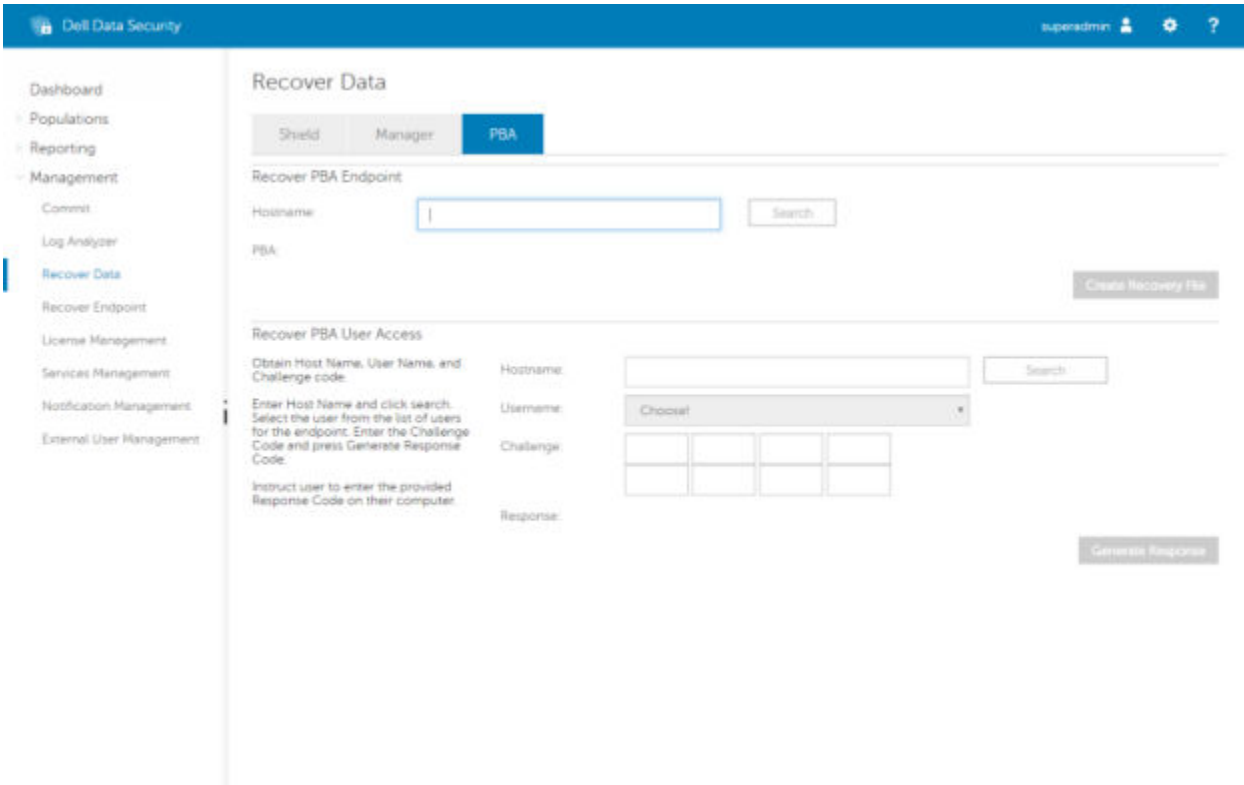 Dell Data Security
superadmin
?
Dashboard
Populations
Reporting
Management
Commit
Log Analyzer
Recover Data
Recover Endpoint
License Management
Services Management
Notification Management
External User Management
Recover Data
Shield
Manager
PBA
Recover PBA Endpoint
Hostname:
Search
PBA:
Create Recovery File
Recover PBA User Access
Obtain Host Name, User Name, and
Challenge code.
Enter Host Name and click search.
Select the user from the list of users
for the endpoint. Enter the Challenge
Code and press Generate Response
Code.
Instruct user to enter the provided
Response Code on their computer.
Hostname:
Search
Username:
Choose!
Challenge:
Response:
Generate Response